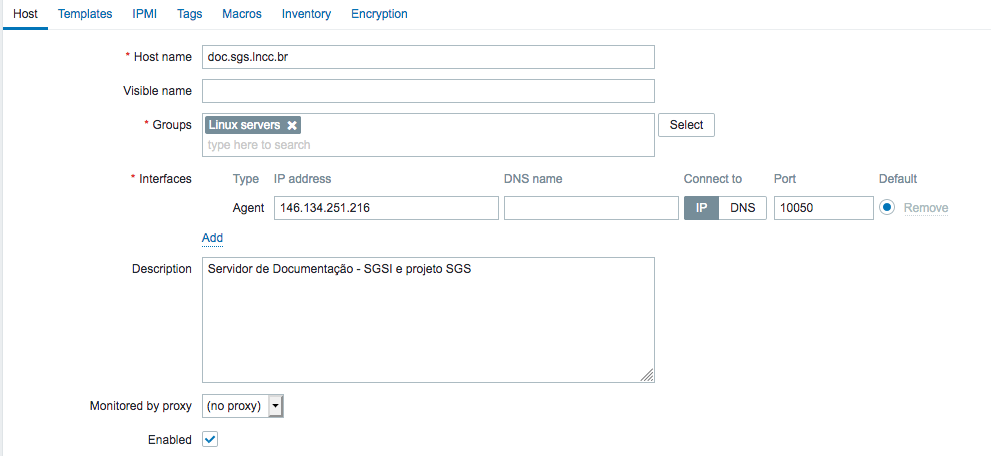 Host Templates IPMI Tags Macros Inventory Encryption
* Host name doc.sgs.lncc.br
Visible name
* Groups Linux servers Select
type here to search
* Interfaces Type IP address DNS name Connect to Port Default
Agent 146.134.251.216 IP DNS 10050 Remove
Add
Description Servidor de Documentação - SGSI e projeto SGS
Monitored by proxy (no proxy)
Enabled